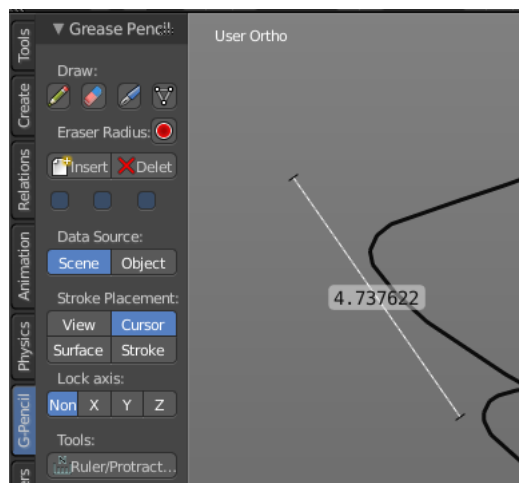 Tools
Create
Relations
Animation
Physics
G-Pencil
Grease Pencil
Draw:
Eraser Radius:
Insert Delet
Data Source:
Scene Object
Stroke Placement:
View Cursor
Surface Stroke
Lock axis:
Non X Y Z
Tools:
Ruler/Protract...
User Ortho
4.737622